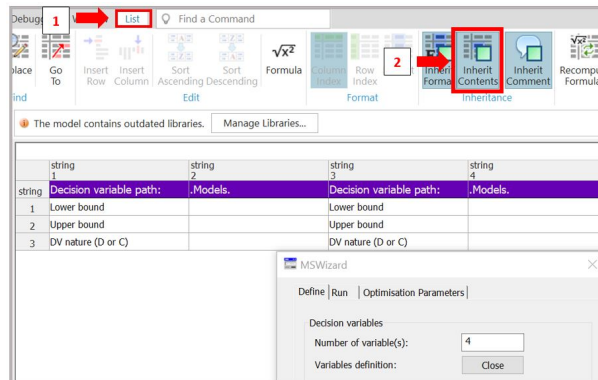 Debug
1
List
Find a Command
place
Go To
Insert Row
Insert Column
Sort Ascending
Sort Descending
√x²
Formula
Column Index
Row Index
2
Inherit Format
Inherit Contents
Inherit Comment
Recompu Formula
ind
Edit
Format
Inheritance
The model contains outdated libraries.
Manage Libraries...
string string string string
1 2 3 4
string Decision variable path: .Models. Decision variable path: .Models.
1 Lower bound Lower bound
2 Upper bound Upper bound
3 DV nature (D or C) DV nature (D or C)
MSWizard
Define Run Optimisation Parameters
Decision variables
Number of variable(s): 4
Variables definition: Close